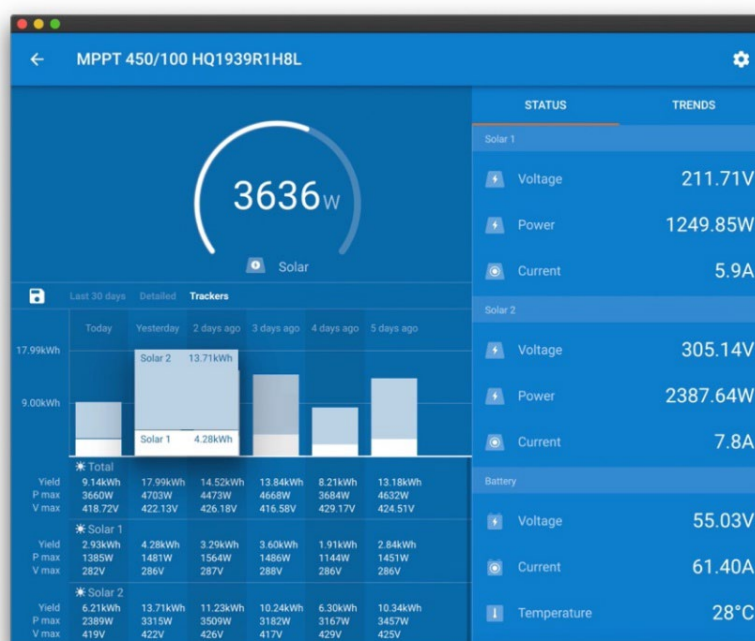 MPPT 450/100 HQ1939R1H8L
3636W
Solar
Last 30 days Detailed Trackers
Today Yesterday 2 days ago 3 days ago 4 days ago 5 days ago
17.99kWh
9.00kWh
Solar 2 13.71kWh
Solar 1 4.28kWh
Total
Yield 9.14kWh 17.99kWh 14.52kWh 13.84kWh 8.21kWh 13.18kWh
P max 3660W 4703W 4473W 4668W 3684W 4632W
V max 418.72V 422.13V 426.18V 416.58V 429.17V 424.51V
Solar 1
Yield 2.93kWh 4.28kWh 3.29kWh 3.60kWh 1.91kWh 2.84kWh
P max 1385W 1481W 1564W 1486W 1144W 1451W
V max 282V 286V 287V 288V 286V 286V
Solar 2
Yield 6.21kWh 13.71kWh 11.23kWh 10.24kWh 6.30kWh 10.34kWh
P max 2389W 3315W 3509W 3182W 3167W 3457W
V max 419V 422V 426V 417V 429V 425V
STATUS TRENDS
Solar 1
Voltage 211.71V
Power 1249.85W
Current 5.9A
Solar 2
Voltage 305.14V
Power 2387.64W
Current 7.8A
Battery
Voltage 55.03V
Current 61.40A
Temperature 28°C